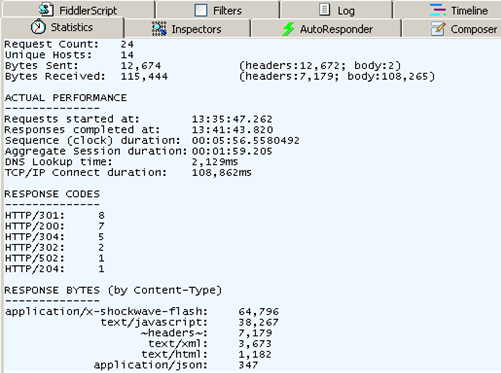 FiddlerScript Filters Log Timeline
Statistics Inspectors AutoResponder Composer
Request Count: 24
Unique Hosts: 14
Bytes Sent: 12,674 (headers:12,672; body:2)
Bytes Received: 115,444 (headers:7,179; body:108,265)
ACTUAL PERFORMANCE
--------------
Requests started at: 13:35:47.262
Responses completed at: 13:41:43.820
Sequence (clock) duration: 00:05:56.5580492
Aggregate Session duration: 00:01:59.205
DNS Lookup time: 2,129ms
TCP/IP Connect duration: 108,862ms
RESPONSE CODES
--------------
HTTP/301: 8
HTTP/200: 7
HTTP/304: 5
HTTP/302: 2
HTTP/502: 1
HTTP/204: 1
RESPONSE BYTES (by Content-Type)
--------------
application/x-shockwave-flash: 64,796
text/javascript: 38,267
~headers~: 7,179
text/xml: 3,673
text/html: 1,182
application/json: 347